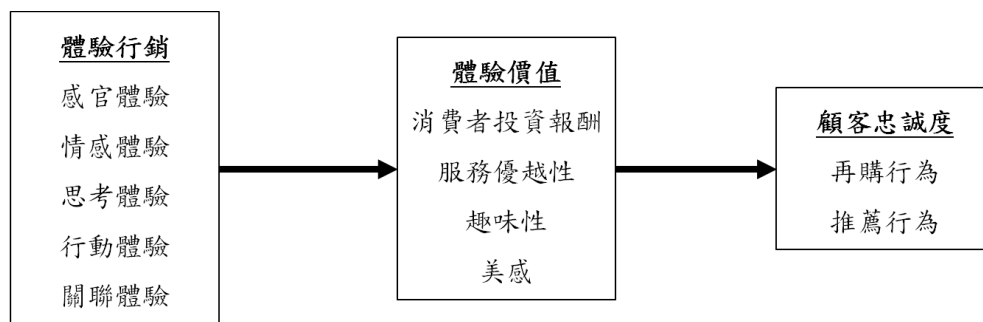 體驗行銷
感官體驗
情感體驗
思考體驗
行動體驗
關聯體驗
體驗價值
消費者投資報酬
服務優越性
趣味性
美感
顧客忠誠度
再購行為
推薦行為